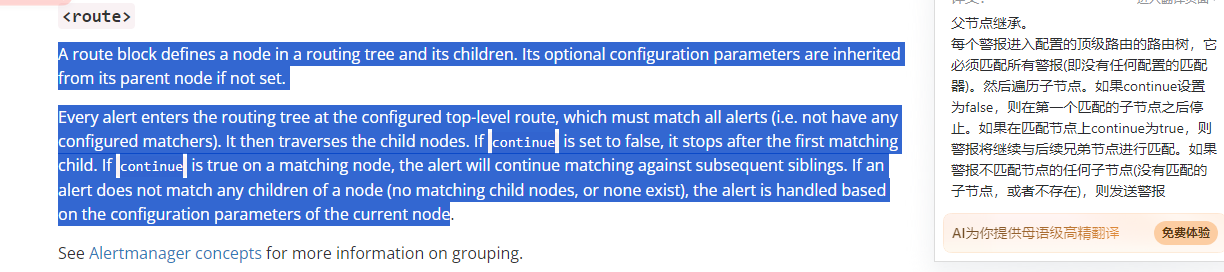 <route>
A route block defines a node in a routing tree and its children. Its optional configuration parameters are inherited
from its parent node if not set.
Every alert enters the routing tree at the configured top-level route, which must match all alerts (i.e. not have any
configured matchers). It then traverses the child nodes. If continue is set to false, it stops after the first matching
child. If continue is true on a matching node, the alert will continue matching against subsequent siblings. If an
alert does not match any children of a node (no matching child nodes, or none exist), the alert is handled based
on the configuration parameters of the current node.
See Alertmanager concepts for more information on grouping.
父节点继承。
每个警报进入配置的顶级路由的路由树，它
必须匹配所有警报(即没有任何配置的匹配
器)。然后遍历子节点。如果continue设置
为false，则在第一个匹配的子节点之后停
止。如果在匹配节点上continue为true，则
警报将继续与后续兄弟节点进行匹配。如果
警报不匹配节点的任何子节点(没有匹配的
子节点，或者不存在)，则发送警报
AI为你提供母语级高精翻译
免费体验